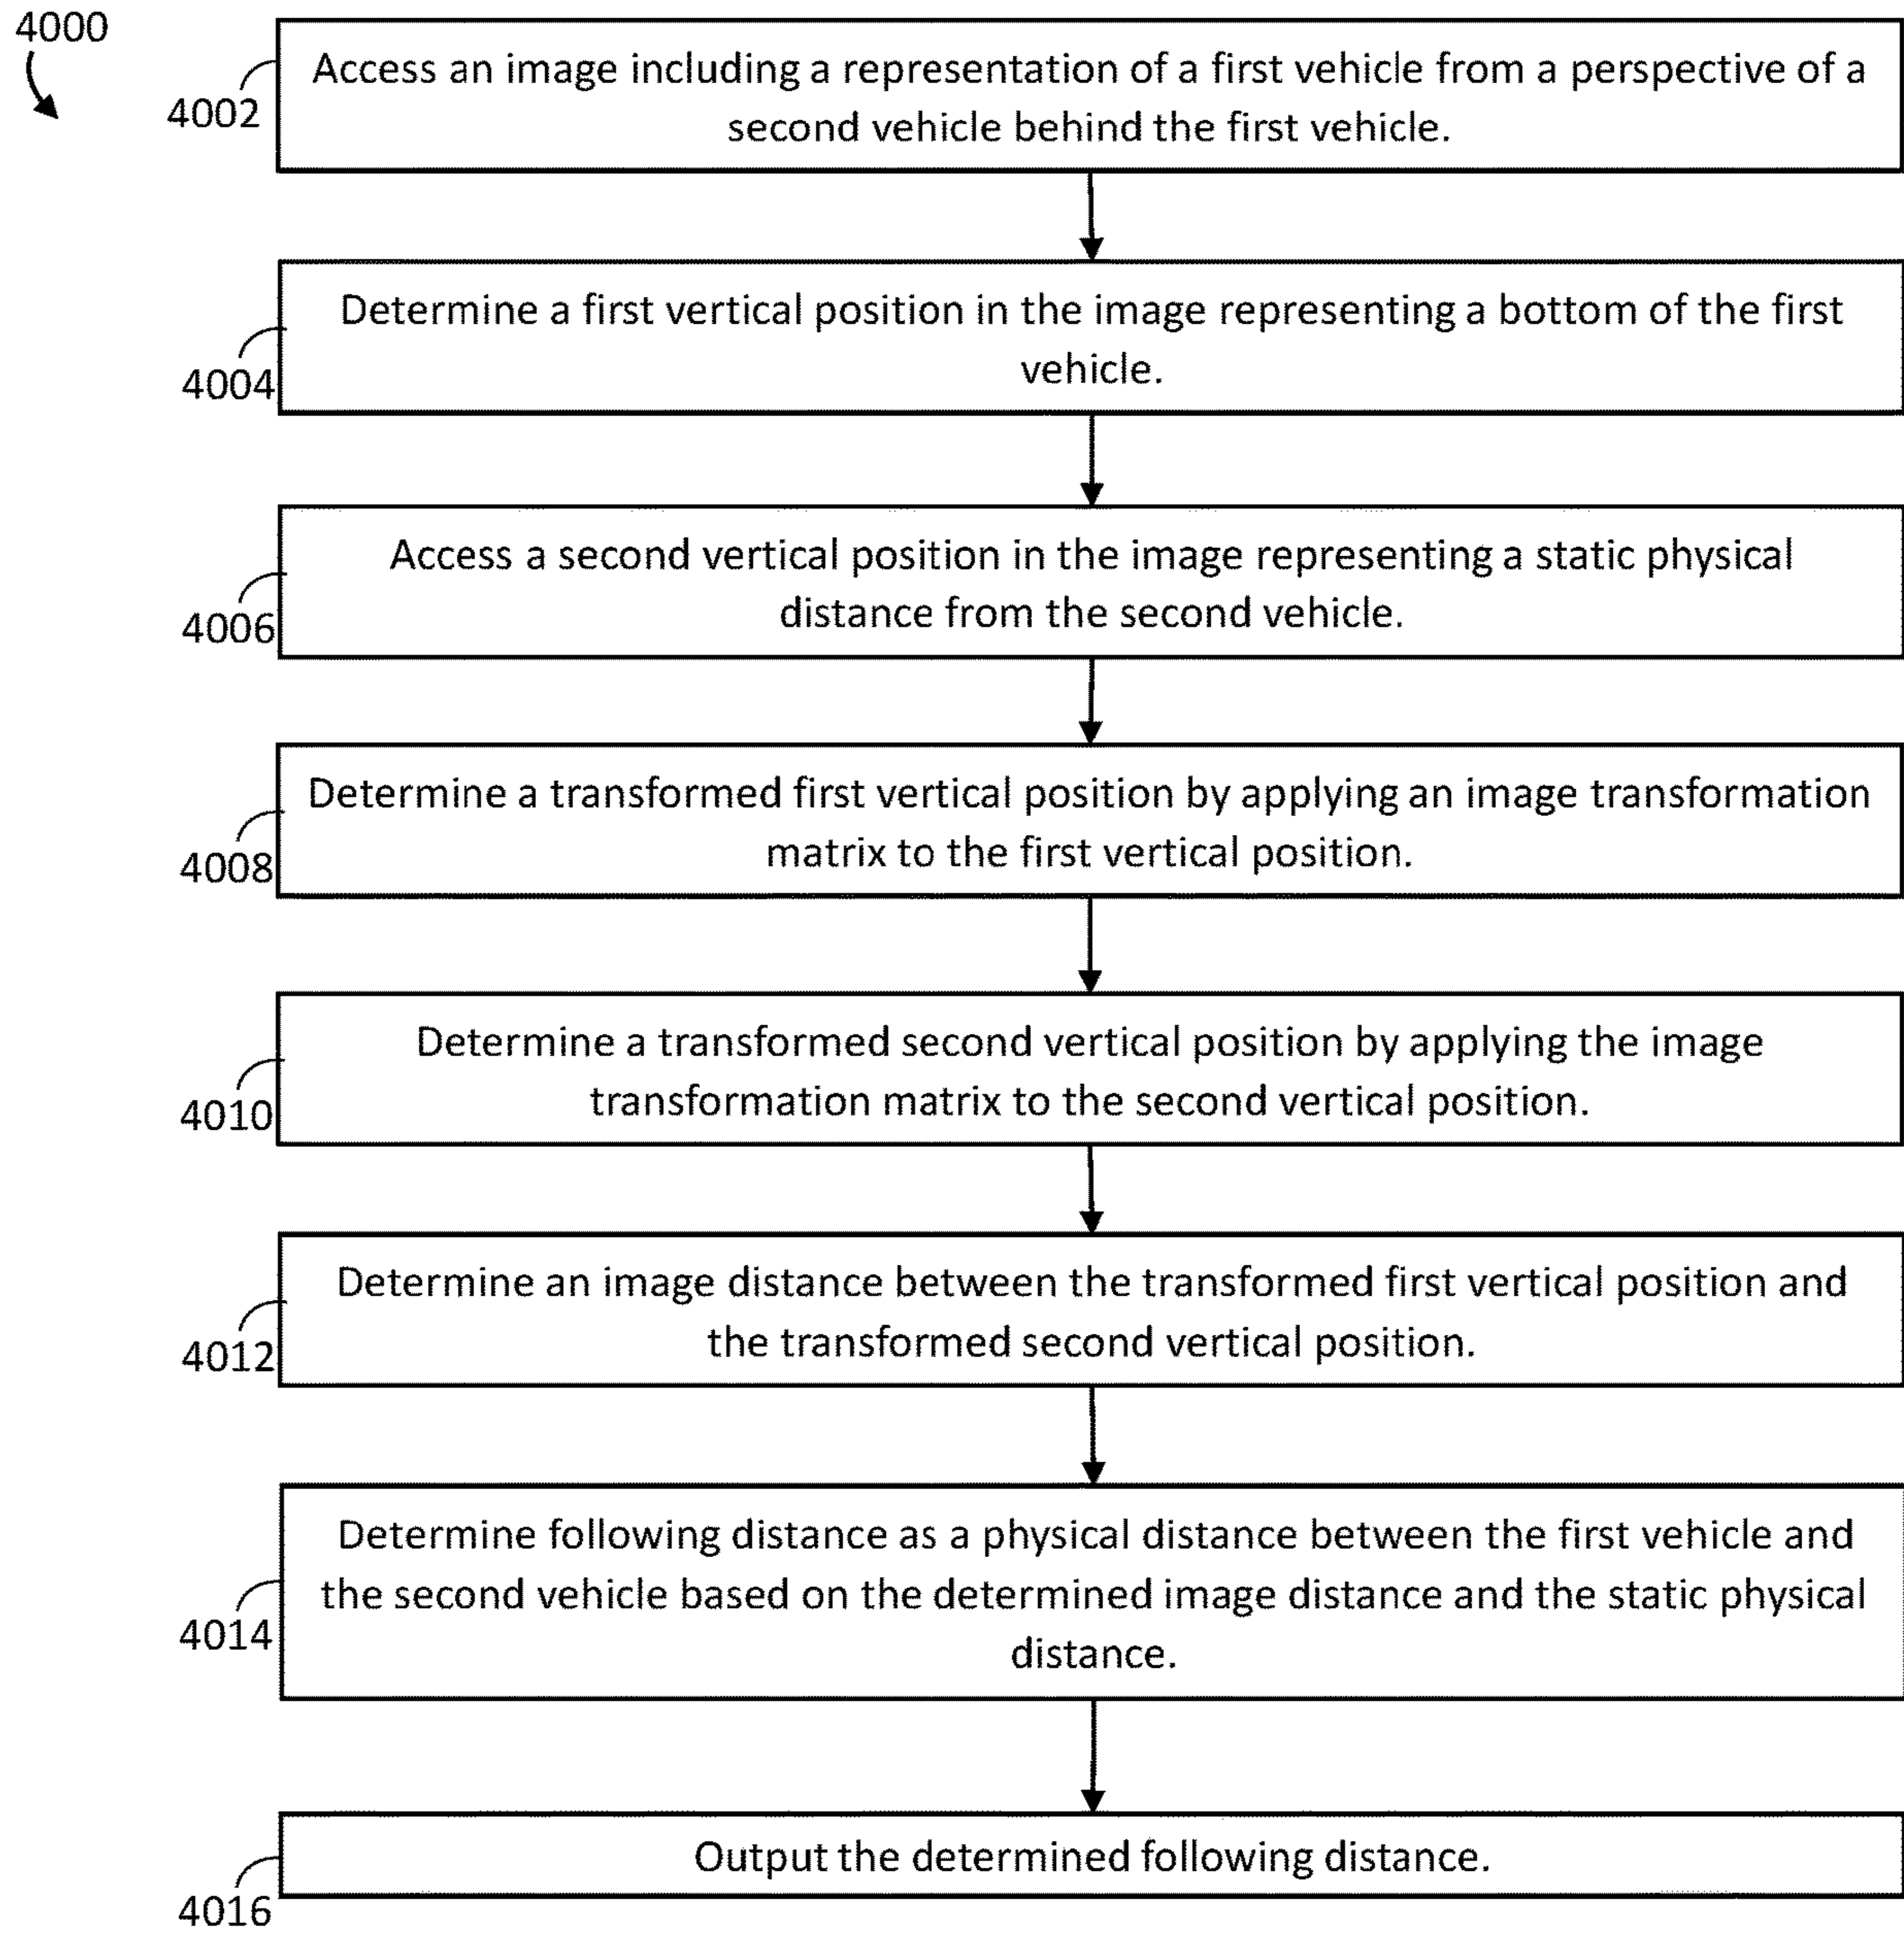 4000
4002
Access an image including a representation of a first vehicle from a perspective of a
second vehicle behind the first vehicle.
4004
Determine a first vertical position in the image representing a bottom of the first
vehicle.
4006
Access a second vertical position in the image representing a static physical
distance from the second vehicle.
4008
Determine a transformed first vertical position by applying an image transformation
matrix to the first vertical position.
4010
Determine a transformed second vertical position by applying the image
transformation matrix to the second vertical position.
4012
Determine an image distance between the transformed first vertical position and
the transformed second vertical position.
4014
Determine following distance as a physical distance between the first vehicle and
the second vehicle based on the determined image distance and the static physical
distance.
4016
Output the determined following distance.